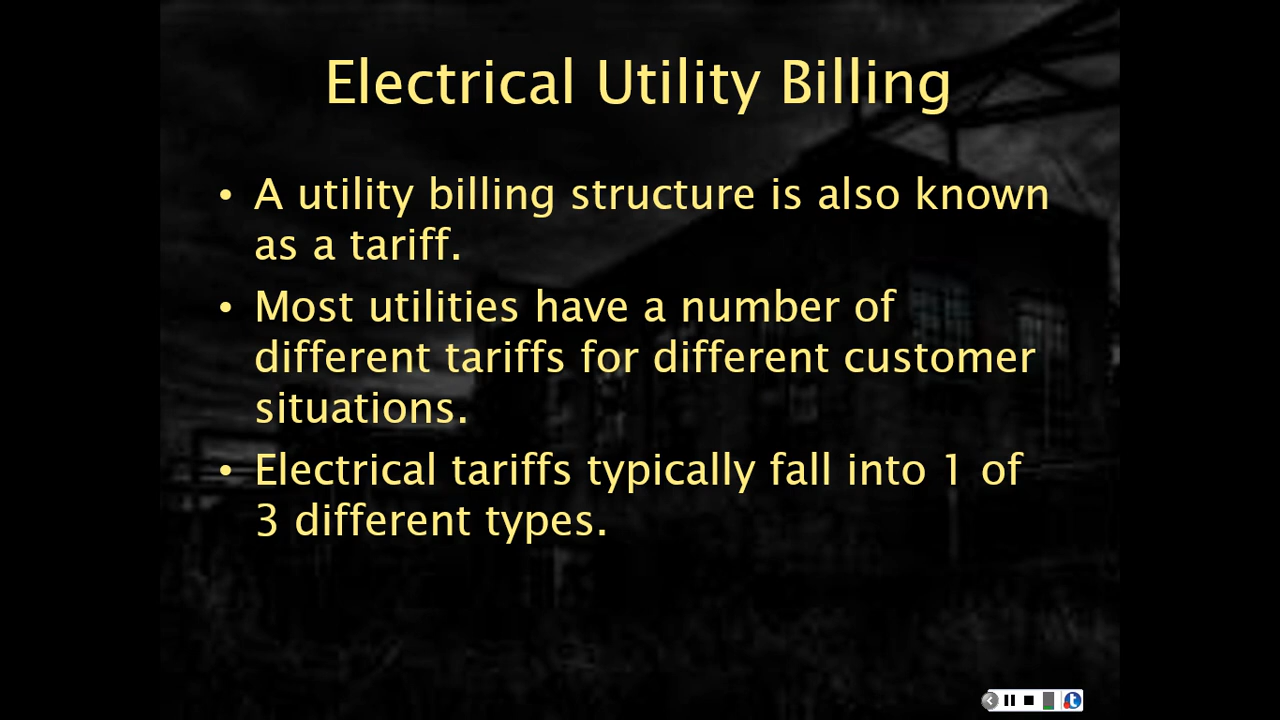 Electrical Utility Billing
• A utility billing structure is also known
as a tariff.
• Most utilities have a number of
different tariffs for different customer
situations.
• Electrical tariffs typically fall into 1 of
3 different types.
t